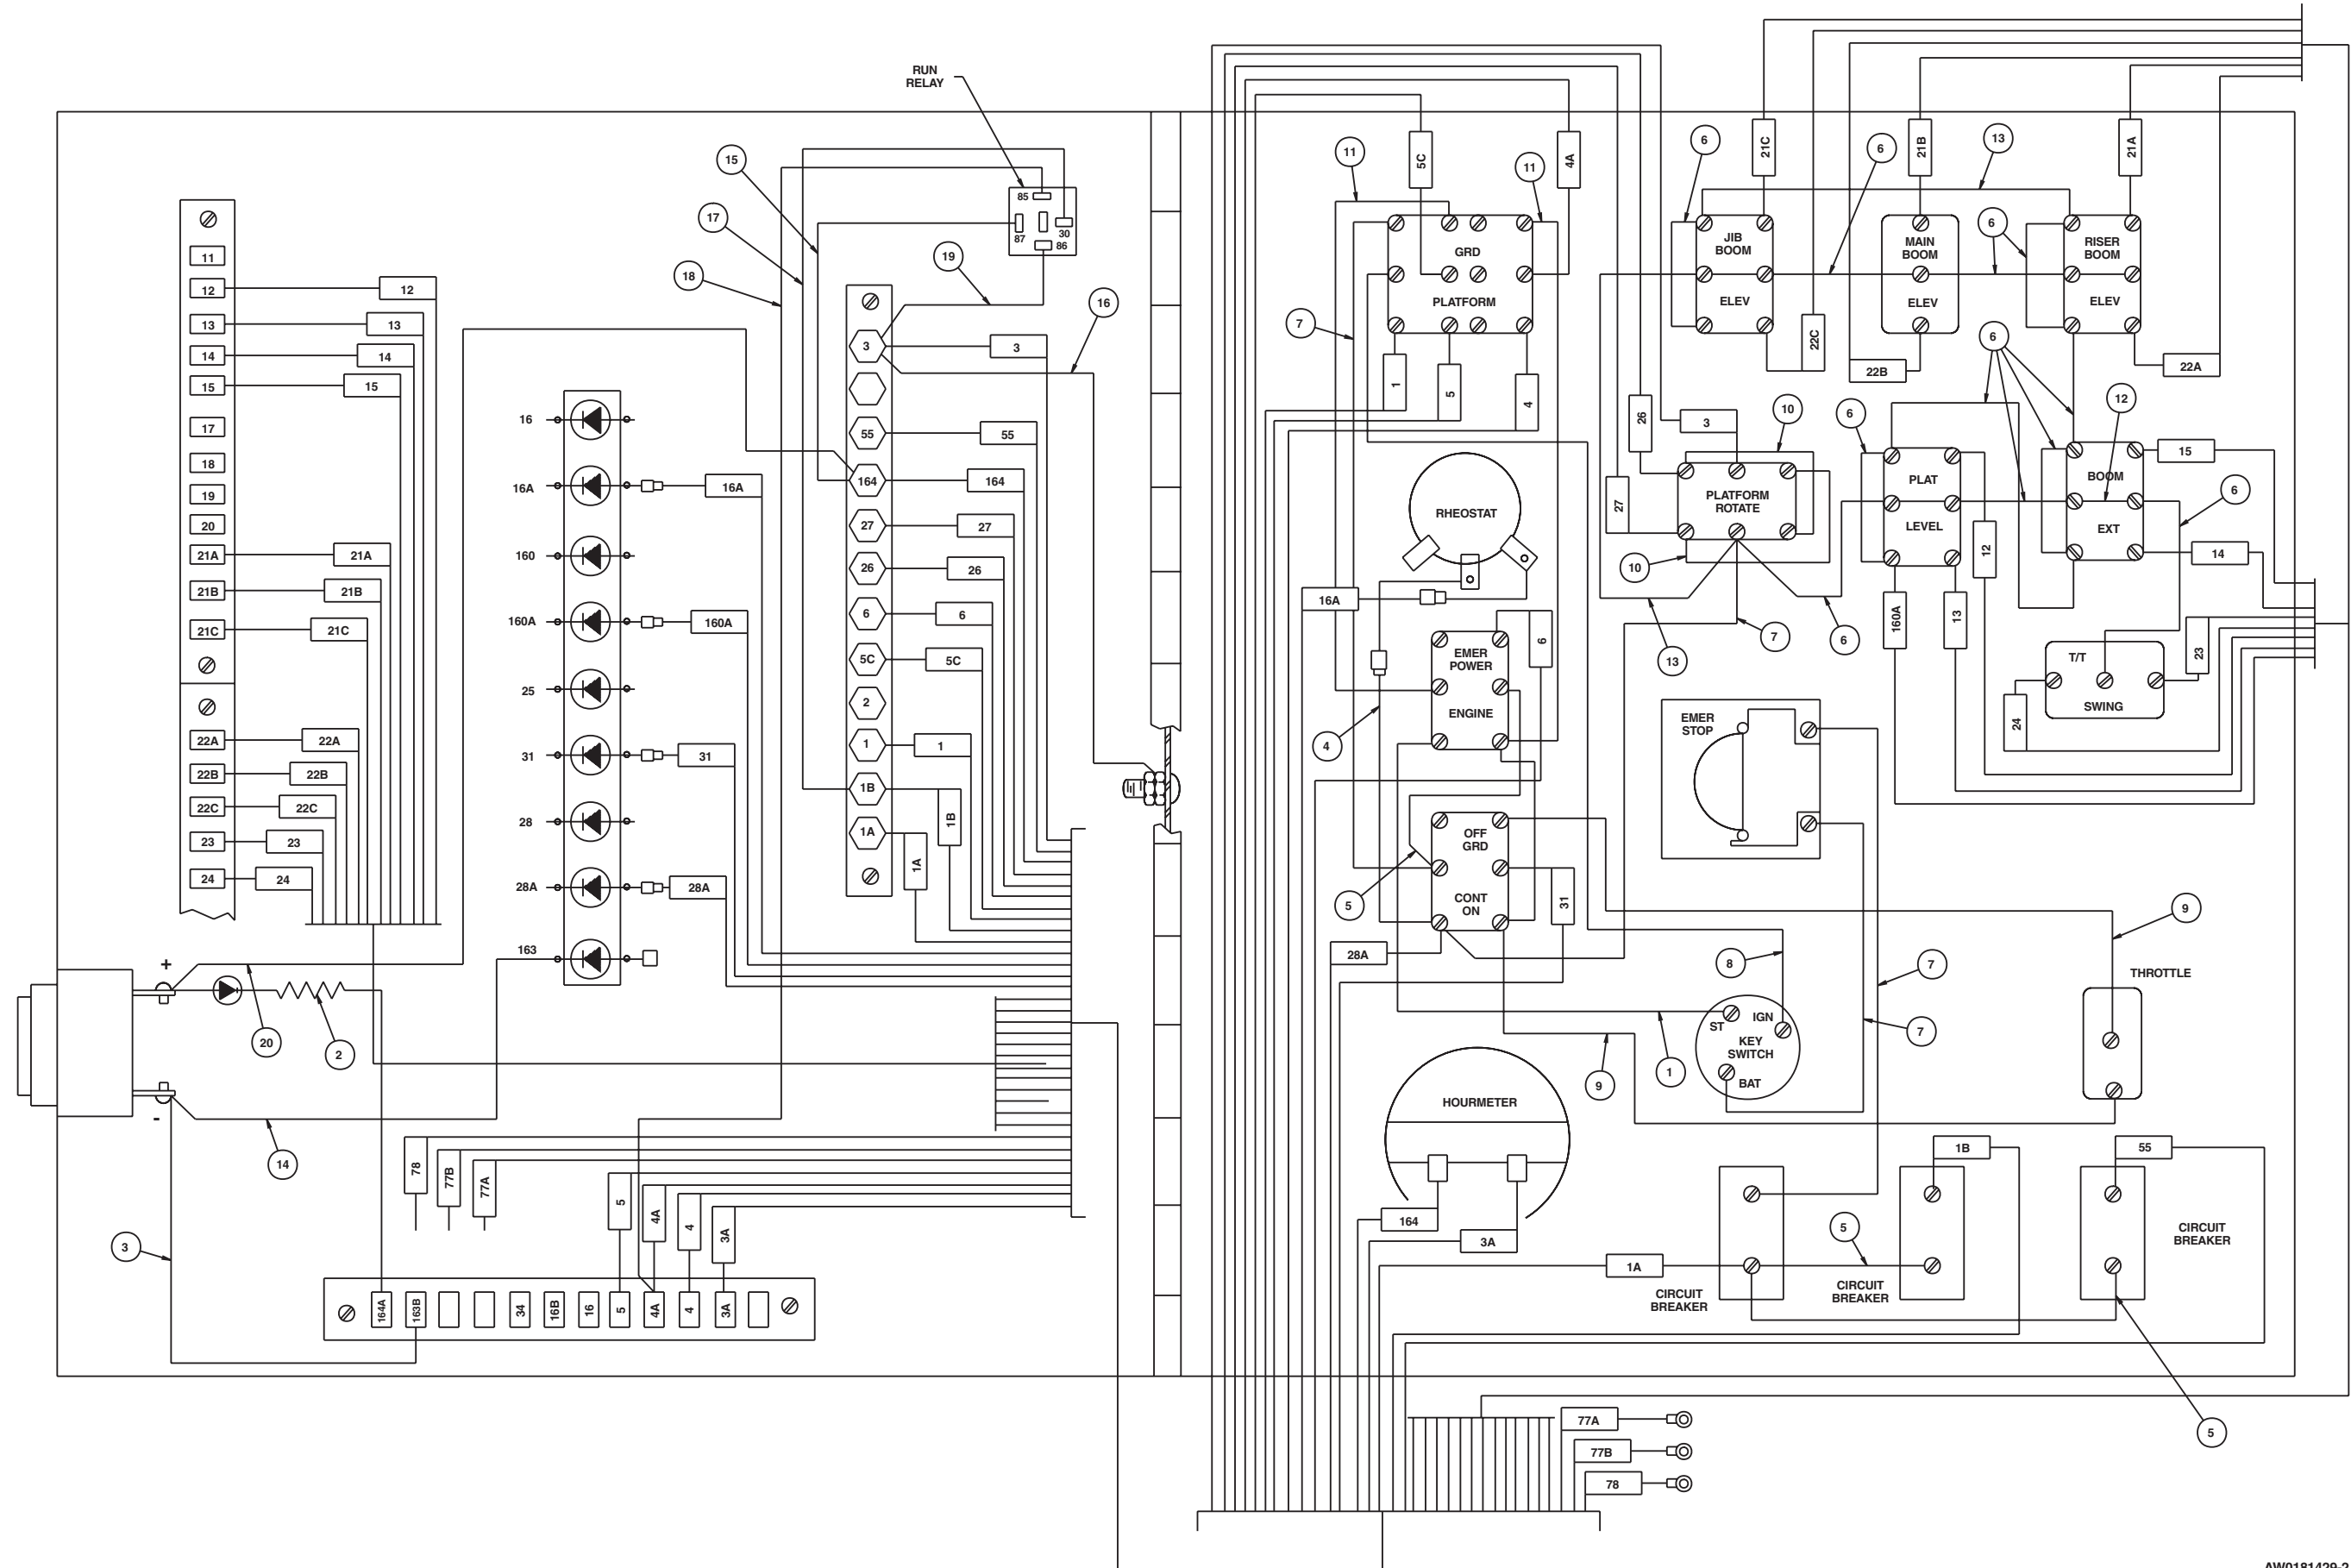 RUN
RELAY
15
17
18
19
16
85
87
30
86
11
12
13
14
15
17
18
19
20
21A
21B
21C
22A
22B
22C
23
24
12
13
14
15
21A
21B
21C
22A
22B
22C
23
24
16
16A
160
160A
25
31
28
28A
163
16A
160A
31
28A
3
55
164
27
26
6
5C
2
1
1B
1A
3
55
164
27
26
6
5C
1
1B
1A
+
-
20
2
14
3
78
77B
77A
5
4A
4
3A
164A
163B
34
16B
16
5
4A
4
3A
11
11
7
5C
4A
GRD
PLATFORM
1
5
4
RHEOSTAT
16A
4
EMER
POWER
ENGINE
6
5
OFF
GRD
CONT
ON
31
28A
HOURMETER
164
3A
6
21C
6
21B
13
21A
6
JIB
BOOM
ELEV
MAIN
BOOM
ELEV
RISER
BOOM
ELEV
22C
22B
22A
6
26
3
10
27
PLATFORM
ROTATE
10
13
7
6
6
PLAT
LEVEL
12
160A
13
12
BOOM
EXT
15
6
14
T/T
SWING
23
24
EMER
STOP
8
7
7
9
THROTTLE
ST
IGN
KEY
SWITCH
BAT
9
1
1B
55
5
1A
CIRCUIT
BREAKER
CIRCUIT
BREAKER
CIRCUIT
BREAKER
5
77A
77B
78